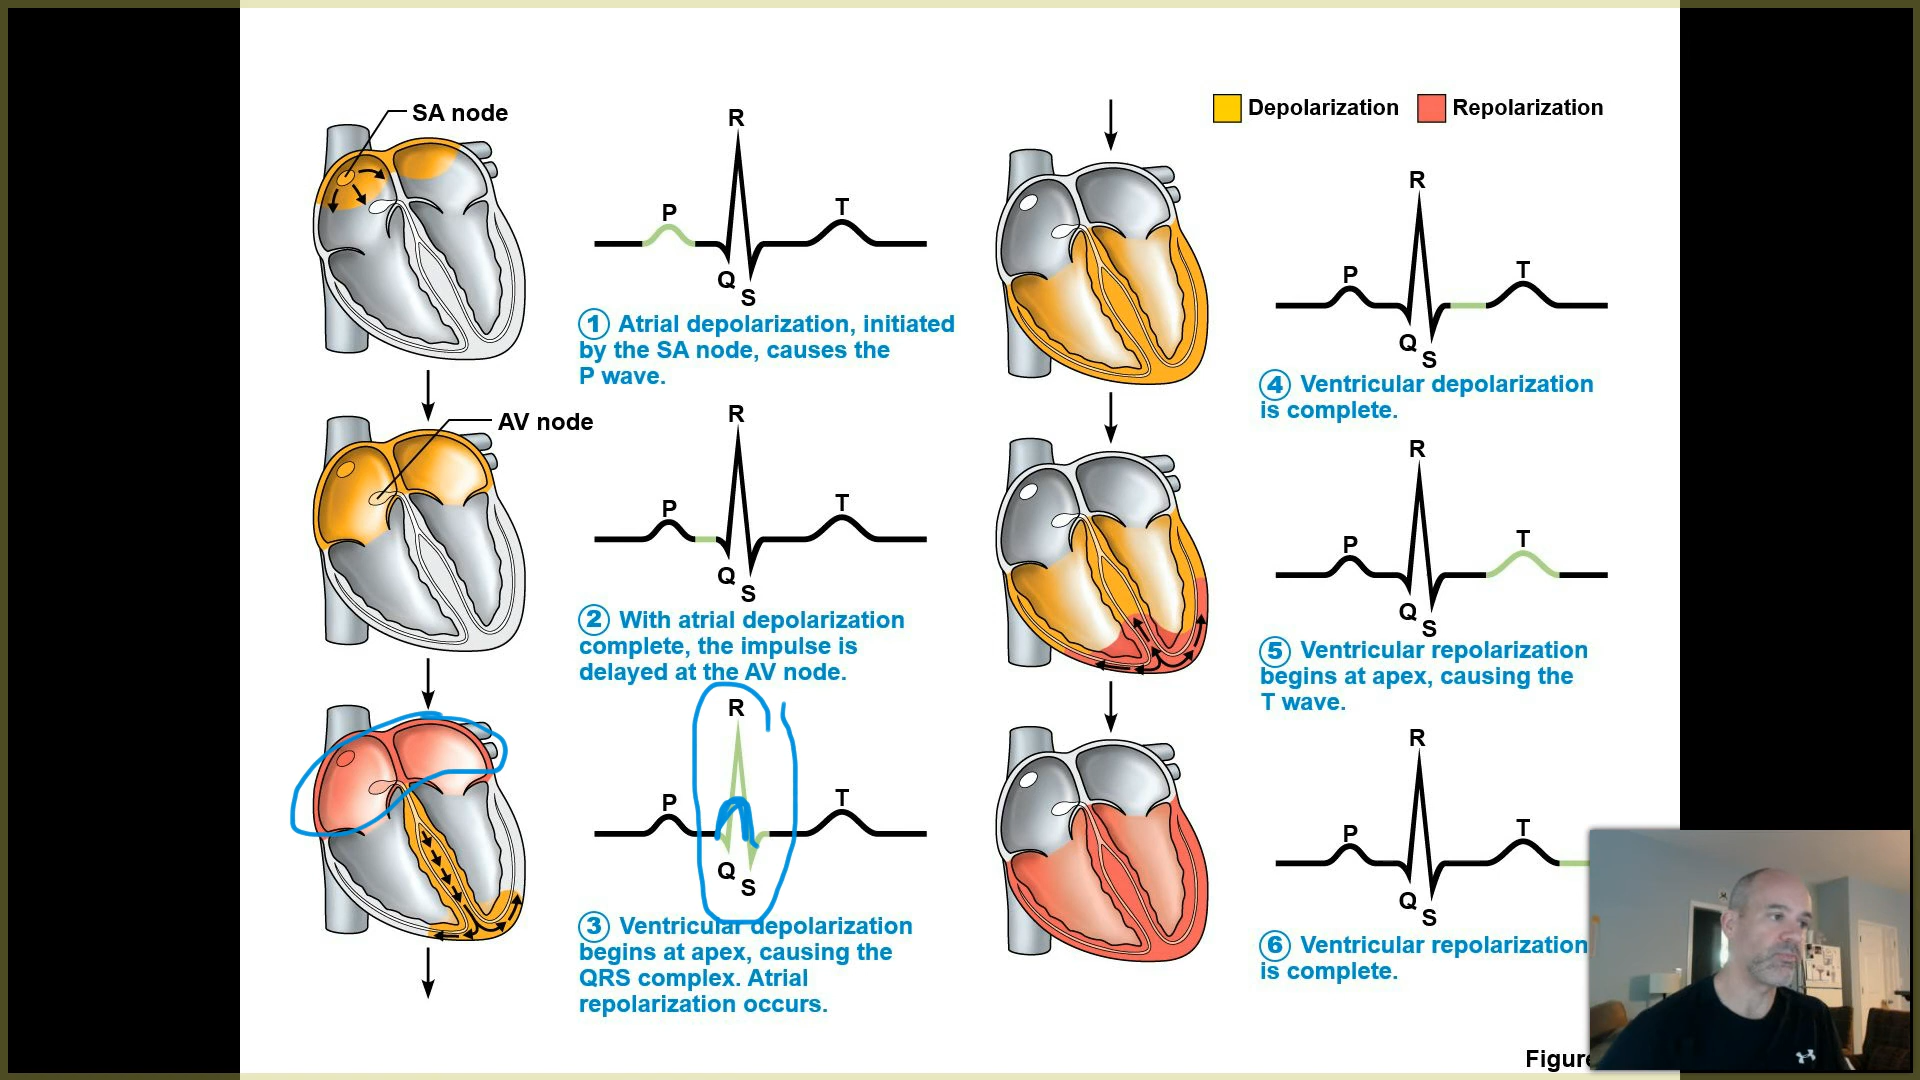 SA node
R
P
T
Q
S
1 Atrial depolarization, initiated
by the SA node, causes the
P wave.
AV node
R
P
T
Q
S
2 With atrial depolarization
complete, the impulse is
delayed at the AV node.
R
P
T
Q
S
3 Ventricular depolarization
begins at apex, causing the
QRS complex. Atrial
repolarization occurs.
Depolarization Repolarization
R
P
T
Q
S
4 Ventricular depolarization
is complete.
R
P
T
Q
S
5 Ventricular repolarization
begins at apex, causing the
T wave.
R
P
T
Q
S
6 Ventricular repolarization
is complete.
Figure